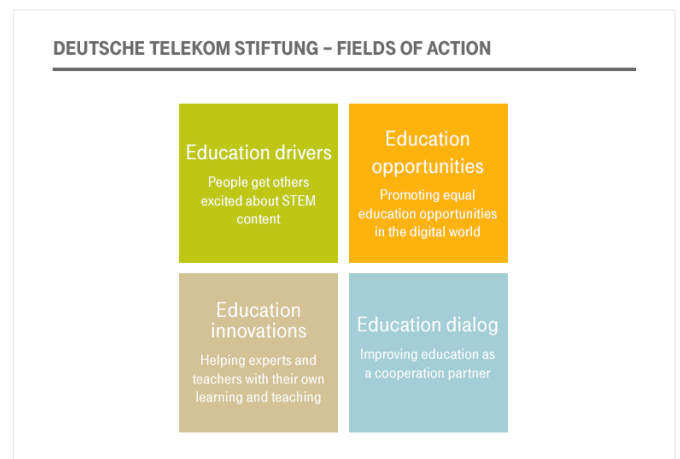 DEUTSCHE TELEKOM STIFTUNG – FIELDS OF ACTION
Education drivers
People get others
excited about STEM
content
Education
opportunities
Promoting equal
education opportunities
in the digital world
Education
innovations
Helping experts and
teachers with their own
learning and teaching
Education dialog
Improving education as
a cooperation partner